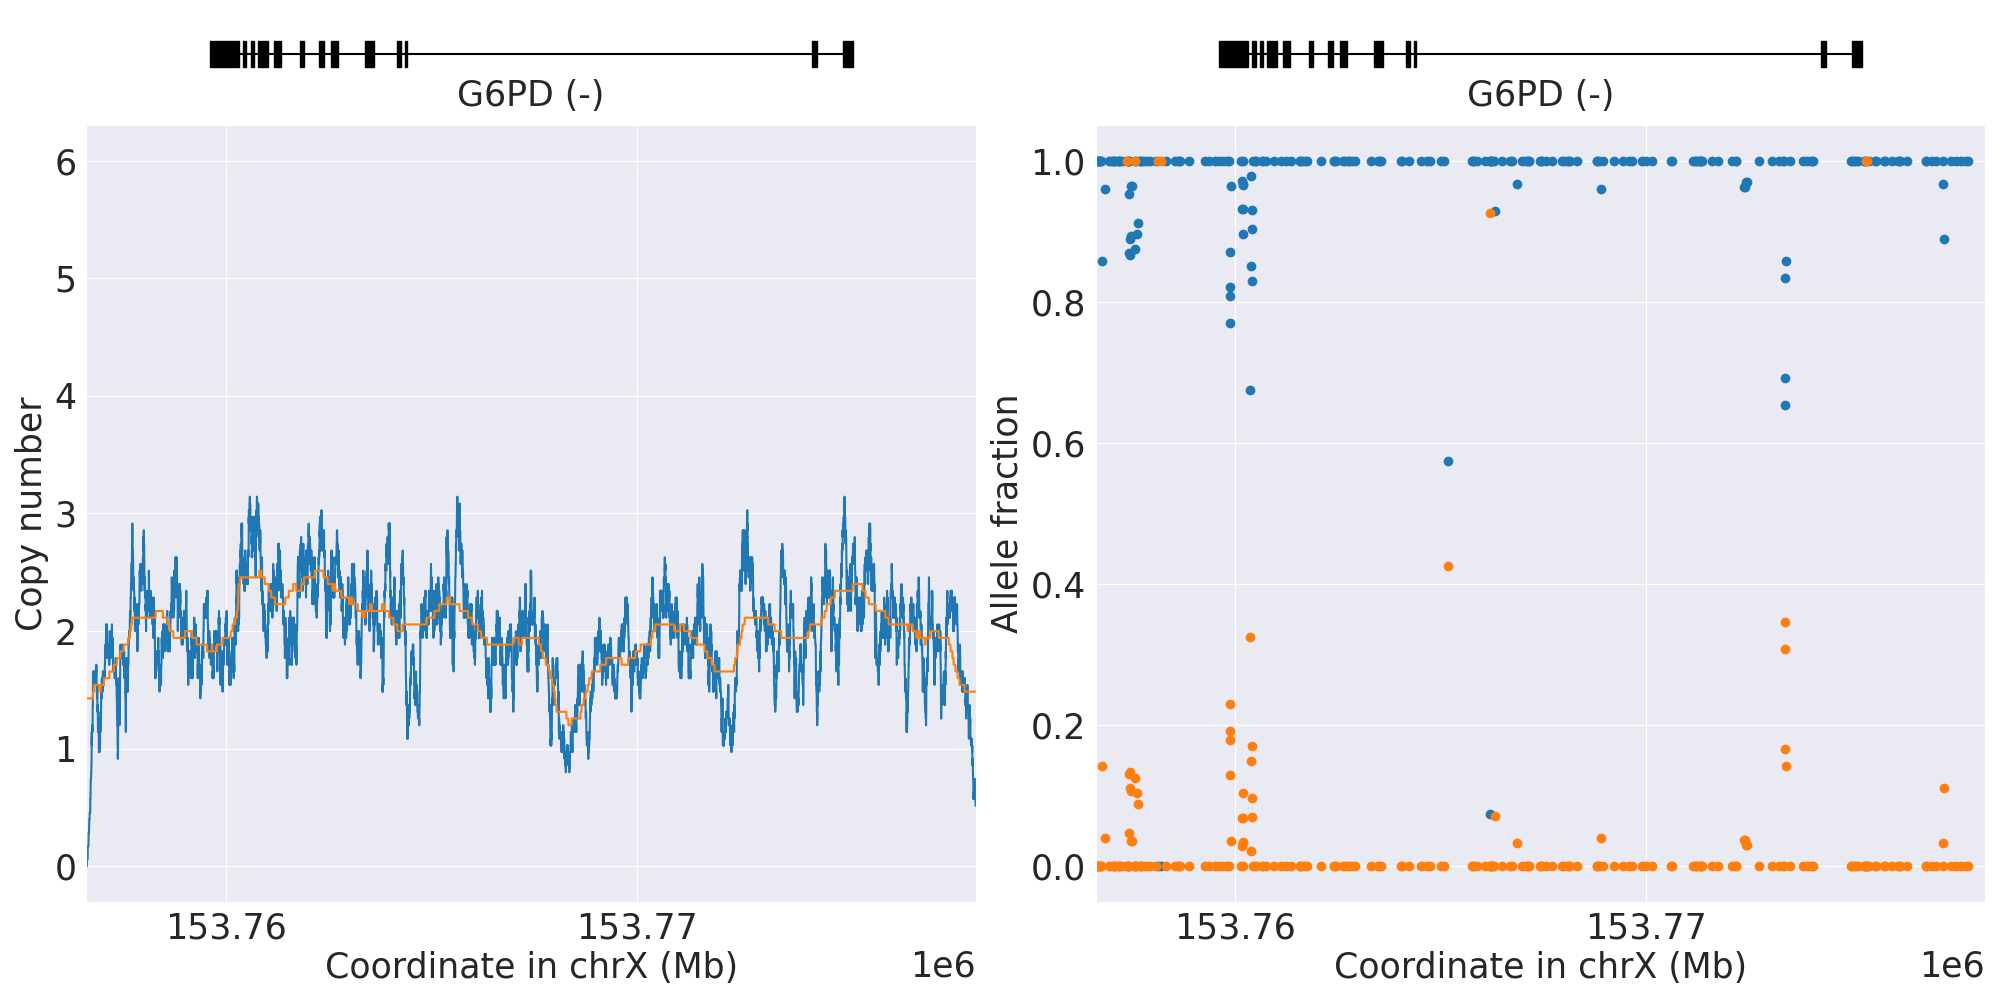 G6PD (-)
6
5
4
3
2
1
0
Copy number
153.76
153.77
Coordinate in chrX (Mb)
1e6
G6PD (-)
1.0
0.8
0.6
0.4
0.2
0.0
Allele fraction
153.76
153.77
Coordinate in chrX (Mb)
1e6